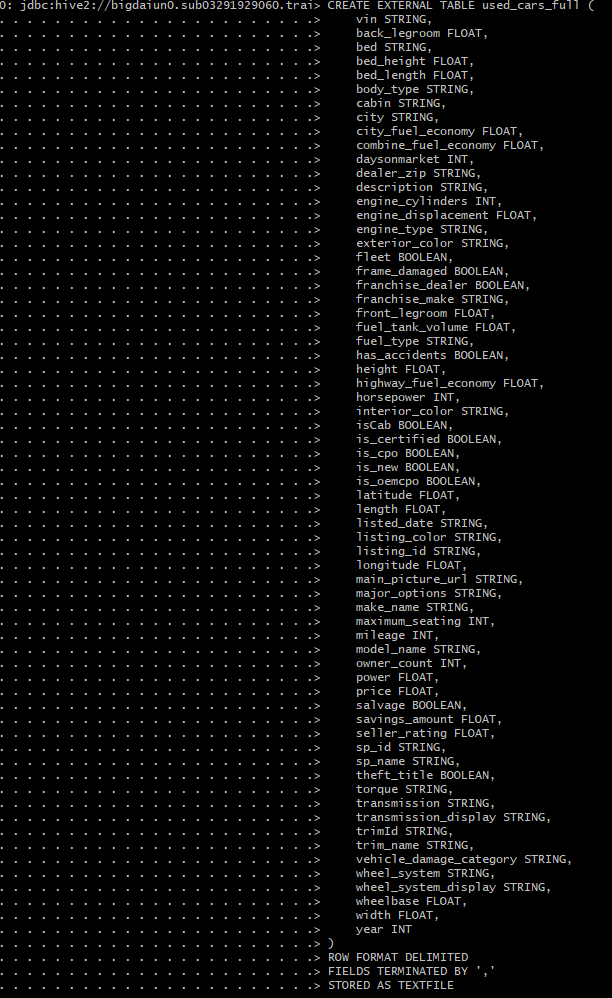 0: jdbc:hive2://bigdaiun0.sub03291929060.trai> CREATE EXTERNAL TABLE used_cars_full (
. . . . . . . . . . . . . . . . . . . . . . .>     vin STRING,
. . . . . . . . . . . . . . . . . . . . . . .>     back_legroom FLOAT,
. . . . . . . . . . . . . . . . . . . . . . .>     bed STRING,
. . . . . . . . . . . . . . . . . . . . . . .>     bed_height FLOAT,
. . . . . . . . . . . . . . . . . . . . . . .>     bed_length FLOAT,
. . . . . . . . . . . . . . . . . . . . . . .>     body_type STRING,
. . . . . . . . . . . . . . . . . . . . . . .>     cabin STRING,
. . . . . . . . . . . . . . . . . . . . . . .>     city STRING,
. . . . . . . . . . . . . . . . . . . . . . .>     city_fuel_economy FLOAT,
. . . . . . . . . . . . . . . . . . . . . . .>     combine_fuel_economy FLOAT,
. . . . . . . . . . . . . . . . . . . . . . .>     daysonmarket INT,
. . . . . . . . . . . . . . . . . . . . . . .>     dealer_zip STRING,
. . . . . . . . . . . . . . . . . . . . . . .>     description STRING,
. . . . . . . . . . . . . . . . . . . . . . .>     engine_cylinders INT,
. . . . . . . . . . . . . . . . . . . . . . .>     engine_displacement FLOAT,
. . . . . . . . . . . . . . . . . . . . . . .>     engine_type STRING,
. . . . . . . . . . . . . . . . . . . . . . .>     exterior_color STRING,
. . . . . . . . . . . . . . . . . . . . . . .>     fleet BOOLEAN,
. . . . . . . . . . . . . . . . . . . . . . .>     frame_damaged BOOLEAN,
. . . . . . . . . . . . . . . . . . . . . . .>     franchise_dealer BOOLEAN,
. . . . . . . . . . . . . . . . . . . . . . .>     franchise_make STRING,
. . . . . . . . . . . . . . . . . . . . . . .>     front_legroom FLOAT,
. . . . . . . . . . . . . . . . . . . . . . .>     fuel_tank_volume FLOAT,
. . . . . . . . . . . . . . . . . . . . . . .>     fuel_type STRING,
. . . . . . . . . . . . . . . . . . . . . . .>     has_accidents BOOLEAN,
. . . . . . . . . . . . . . . . . . . . . . .>     height FLOAT,
. . . . . . . . . . . . . . . . . . . . . . .>     highway_fuel_economy FLOAT,
. . . . . . . . . . . . . . . . . . . . . . .>     horsepower INT,
. . . . . . . . . . . . . . . . . . . . . . .>     interior_color STRING,
. . . . . . . . . . . . . . . . . . . . . . .>     isCab BOOLEAN,
. . . . . . . . . . . . . . . . . . . . . . .>     is_certified BOOLEAN,
. . . . . . . . . . . . . . . . . . . . . . .>     is_cpo BOOLEAN,
. . . . . . . . . . . . . . . . . . . . . . .>     is_new BOOLEAN,
. . . . . . . . . . . . . . . . . . . . . . .>     is_oemcpo BOOLEAN,
. . . . . . . . . . . . . . . . . . . . . . .>     latitude FLOAT,
. . . . . . . . . . . . . . . . . . . . . . .>     length FLOAT,
. . . . . . . . . . . . . . . . . . . . . . .>     listed_date STRING,
. . . . . . . . . . . . . . . . . . . . . . .>     listing_color STRING,
. . . . . . . . . . . . . . . . . . . . . . .>     listing_id STRING,
. . . . . . . . . . . . . . . . . . . . . . .>     longitude FLOAT,
. . . . . . . . . . . . . . . . . . . . . . .>     main_picture_url STRING,
. . . . . . . . . . . . . . . . . . . . . . .>     major_options STRING,
. . . . . . . . . . . . . . . . . . . . . . .>     make_name STRING,
. . . . . . . . . . . . . . . . . . . . . . .>     maximum_seating INT,
. . . . . . . . . . . . . . . . . . . . . . .>     mileage INT,
. . . . . . . . . . . . . . . . . . . . . . .>     model_name STRING,
. . . . . . . . . . . . . . . . . . . . . . .>     owner_count INT,
. . . . . . . . . . . . . . . . . . . . . . .>     power FLOAT,
. . . . . . . . . . . . . . . . . . . . . . .>     price FLOAT,
. . . . . . . . . . . . . . . . . . . . . . .>     salvage BOOLEAN,
. . . . . . . . . . . . . . . . . . . . . . .>     savings_amount FLOAT,
. . . . . . . . . . . . . . . . . . . . . . .>     seller_rating FLOAT,
. . . . . . . . . . . . . . . . . . . . . . .>     sp_id STRING,
. . . . . . . . . . . . . . . . . . . . . . .>     sp_name STRING,
. . . . . . . . . . . . . . . . . . . . . . .>     theft_title BOOLEAN,
. . . . . . . . . . . . . . . . . . . . . . .>     torque STRING,
. . . . . . . . . . . . . . . . . . . . . . .>     transmission STRING,
. . . . . . . . . . . . . . . . . . . . . . .>     transmission_display STRING,
. . . . . . . . . . . . . . . . . . . . . . .>     trimId STRING,
. . . . . . . . . . . . . . . . . . . . . . .>     trim_name STRING,
. . . . . . . . . . . . . . . . . . . . . . .>     vehicle_damage_category STRING,
. . . . . . . . . . . . . . . . . . . . . . .>     wheel_system STRING,
. . . . . . . . . . . . . . . . . . . . . . .>     wheel_system_display STRING,
. . . . . . . . . . . . . . . . . . . . . . .>     wheelbase FLOAT,
. . . . . . . . . . . . . . . . . . . . . . .>     width FLOAT,
. . . . . . . . . . . . . . . . . . . . . . .>     year INT
. . . . . . . . . . . . . . . . . . . . . . .> )
. . . . . . . . . . . . . . . . . . . . . . .> ROW FORMAT DELIMITED
. . . . . . . . . . . . . . . . . . . . . . .> FIELDS TERMINATED BY ','
. . . . . . . . . . . . . . . . . . . . . . .> STORED AS TEXTFILE